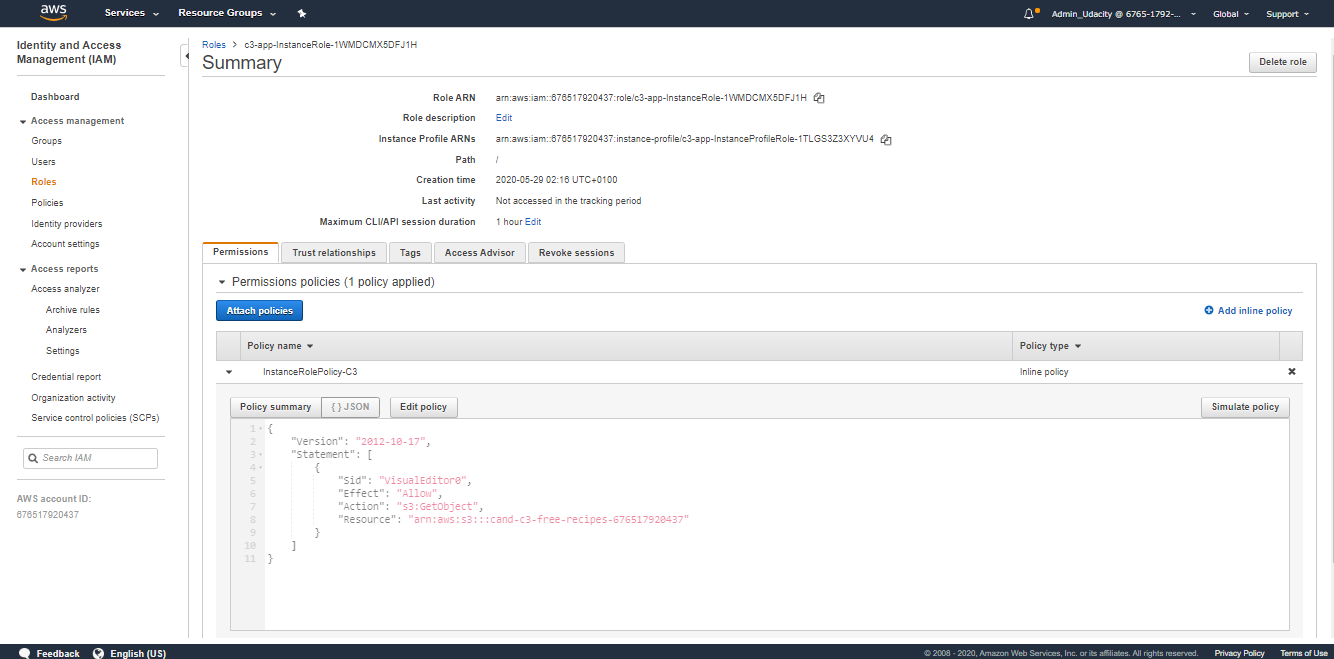 aws Services Resource Groups Admin_Udacity @ 6765-1792-... Global Support
Identity and Access
Management (IAM)
Dashboard
Access management
Groups
Users
Roles
Policies
Identity providers
Account settings
Access reports
Access analyzer
Archive rules
Analyzers
Settings
Credential report
Organization activity
Service control policies (SCPs)
Search IAM
AWS account ID:
676517920437
Roles > c3-app-InstanceRole-1WMDCMX5DFJ1H
Summary
Delete role
Role ARN arn:aws:iam::676517920437:role/c3-app-InstanceRole-1WMDCMX5DFJ1H
Role description Edit
Instance Profile ARNs arn:aws:iam::676517920437:instance-profile/c3-app-InstanceProfileRole-1TLGS3Z3XYVU4
Path /
Creation time 2020-05-29 02:16 UTC+0100
Last activity Not accessed in the tracking period
Maximum CLI/API session duration 1 hour Edit
Permissions Trust relationships Tags Access Advisor Revoke sessions
Permissions policies (1 policy applied)
Attach policies Add inline policy
Policy name Policy type
InstanceRolePolicy-C3 Inline policy
Policy summary { } JSON Edit policy Simulate policy
1 {
2 "Version": "2012-10-17",
3 "Statement": [
4 {
5 "Sid": "VisualEditor0",
6 "Effect": "Allow",
7 "Action": "s3:GetObject",
8 "Resource": "arn:aws:s3:::cand-c3-free-recipes-676517920437"
9 }
10 ]
11 }
Feedback English (US) © 2008 - 2020, Amazon Web Services, Inc. or its affiliates. All rights reserved. Privacy Policy Terms of Use